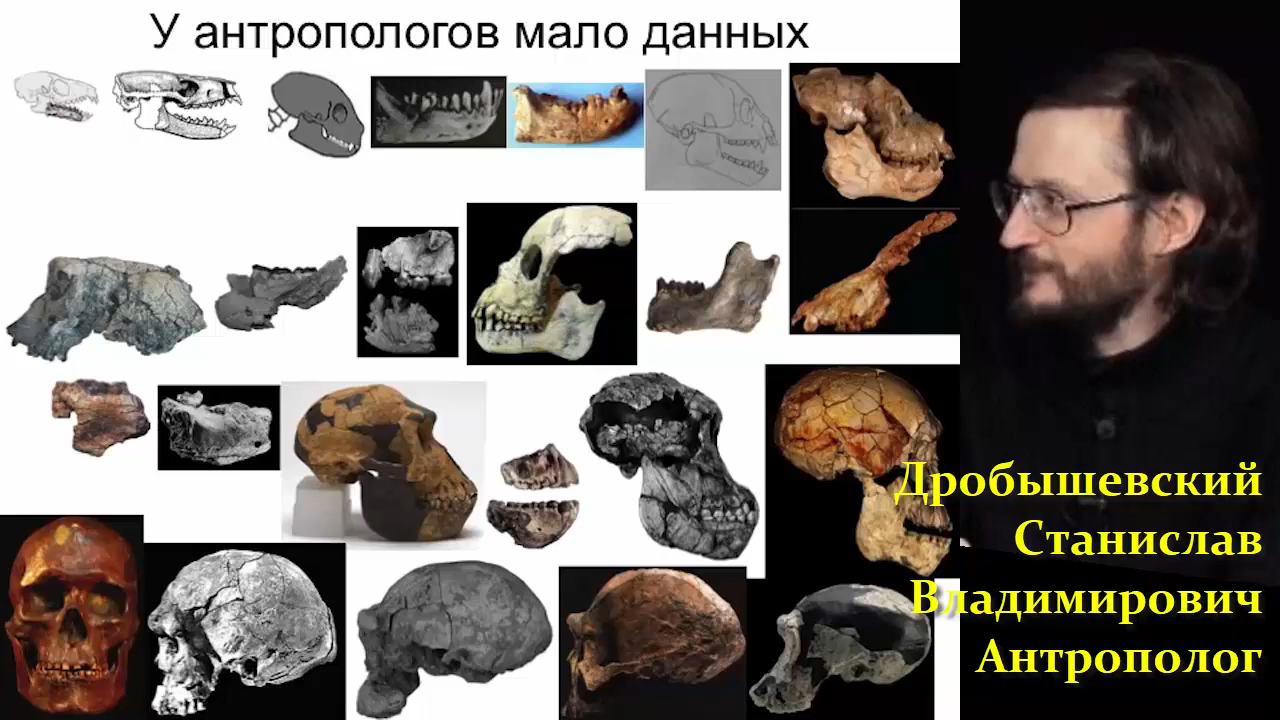 У антропологов мало данных
Дробышевский
Станислав
Владимирович
Антрополог